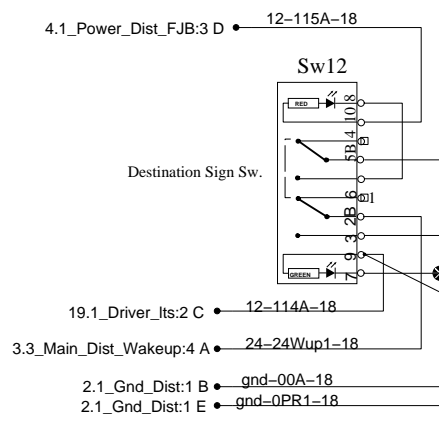 12-115A-18
4.1_Power_Dist_FJB:3 D
Sw12
8
RED
10
4
5B
Destination Sign Sw.
6
1
2B
3
9
GREEN
7
19.1_Driver_lts:2 C
12-114A-18
3.3_Main_Dist_Wakeup:4 A
24-24Wup1-18
2.1_Gnd_Dist:1 B
gnd-00A-18
2.1_Gnd_Dist:1 E
gnd-0PR1-18